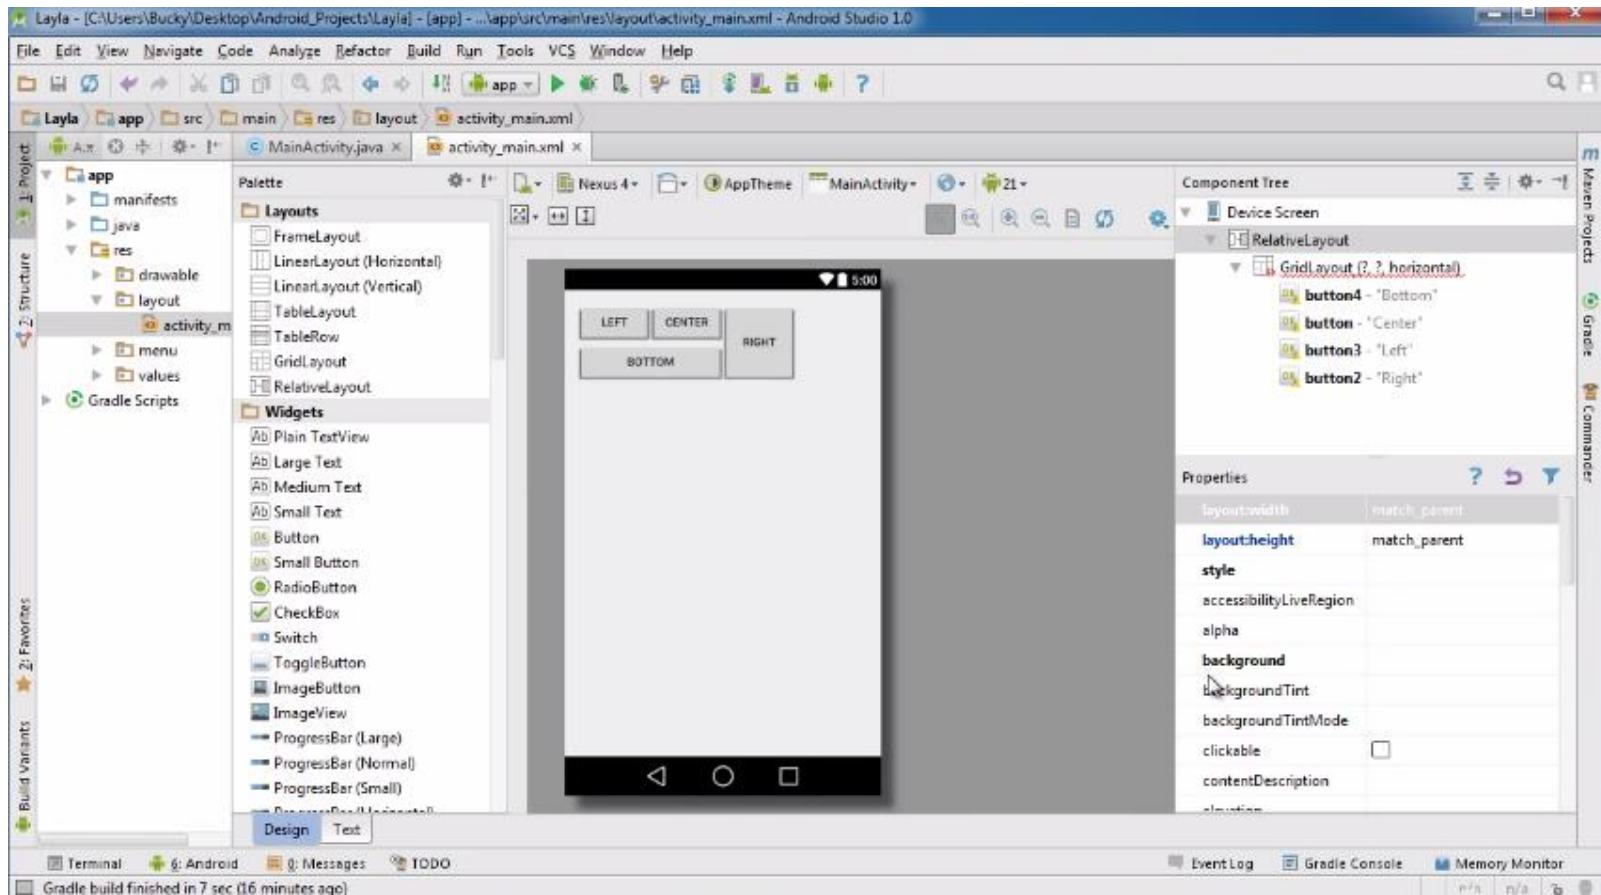 Layla - [C:\Users\Bucky\Desktop\Android_Projects\Layla] - [app] - ...\app\src\main\res\layout\activity_main.xml - Android Studio 1.0
File Edit View Navigate Code Analyze Refactor Build Run Tools VCS Window Help
app
Layla app src main res layout activity_main.xml
MainActivity.java activity_main.xml
1: Project
2: Structure
2: Favorites
Build Variants
app
manifests
java
res
drawable
layout
activity_m
menu
values
Gradle Scripts
Palette
Layouts
FrameLayout
LinearLayout (Horizontal)
LinearLayout (Vertical)
TableLayout
TableRow
GridLayout
RelativeLayout
Widgets
Plain TextView
Large Text
Medium Text
Small Text
Button
Small Button
RadioButton
CheckBox
Switch
ToggleButton
ImageButton
ImageView
ProgressBar (Large)
ProgressBar (Normal)
ProgressBar (Small)
Design Text
Nexus 4 AppTheme MainActivity 21
5:00
LEFT CENTER
RIGHT
BOTTOM
Component Tree
Device Screen
RelativeLayout
GridLayout (?, ?, horizontal)
button4 - "Bottom"
button - "Center"
button3 - "Left"
button2 - "Right"
Properties
layout:width match_parent
layout:height match_parent
style
accessibilityLiveRegion
alpha
background
backgroundTint
backgroundTintMode
clickable
contentDescription
Maven Projects
Gradle
Commander
Terminal 6: Android 0: Messages TODO
Event Log Gradle Console Memory Monitor
Gradle build finished in 7 sec (16 minutes ago)
n/a n/a